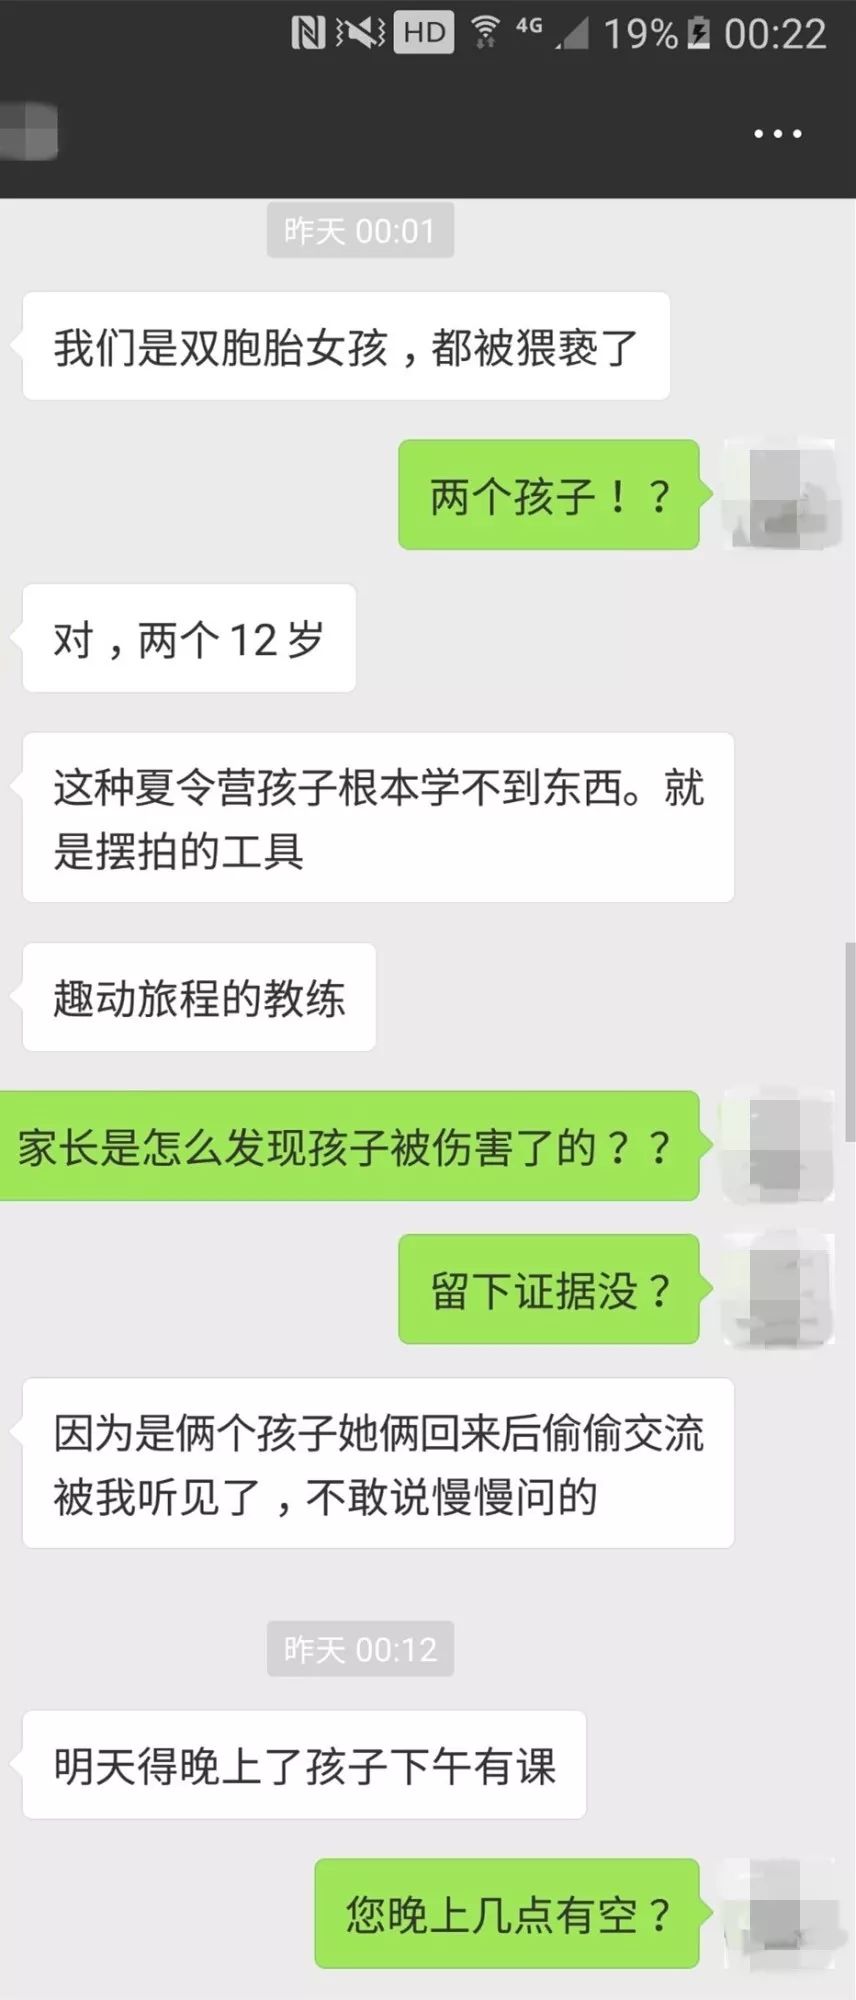 HD 4G 19% 00:22
昨天 00:01
我们是双胞胎女孩，都被猥亵了
两个孩子！？
对，两个12岁
这种夏令营孩子根本学不到东西。就
是摆拍的工具
趣动旅程的教练
家长是怎么发现孩子被伤害了的？？
留下证据没？
因为是俩个孩子她俩回来后偷偷交流
被我听见了，不敢说慢慢问的
昨天 00:12
明天得晚上了孩子下午有课
您晚上几点有空？